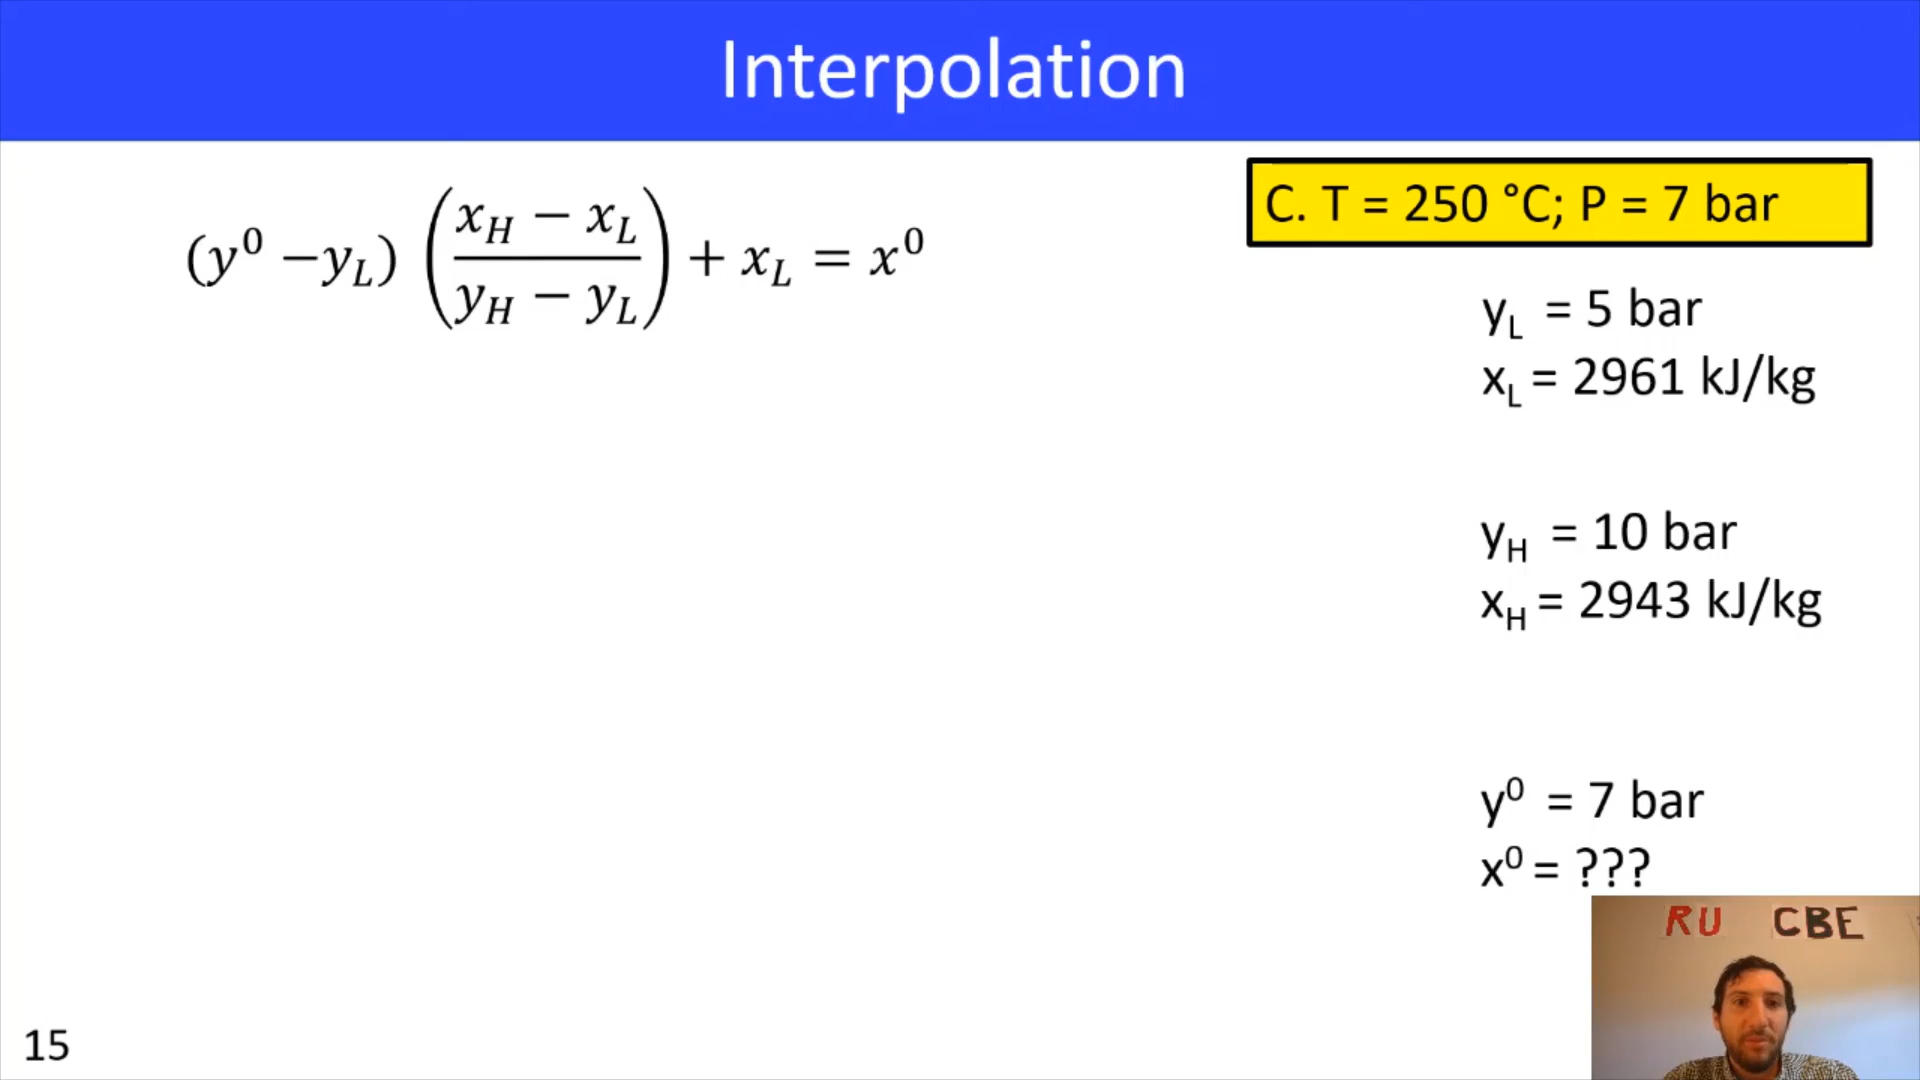 Interpolation
(y⁰ −y_L) ((x_H − x_L)/(y_H − y_L)) + x_L = x⁰
C. T = 250 °C; P = 7 bar
y_L = 5 bar
x_L = 2961 kJ/kg
y_H = 10 bar
x_H = 2943 kJ/kg
y⁰ = 7 bar
x⁰ = ???
RU CBE
15